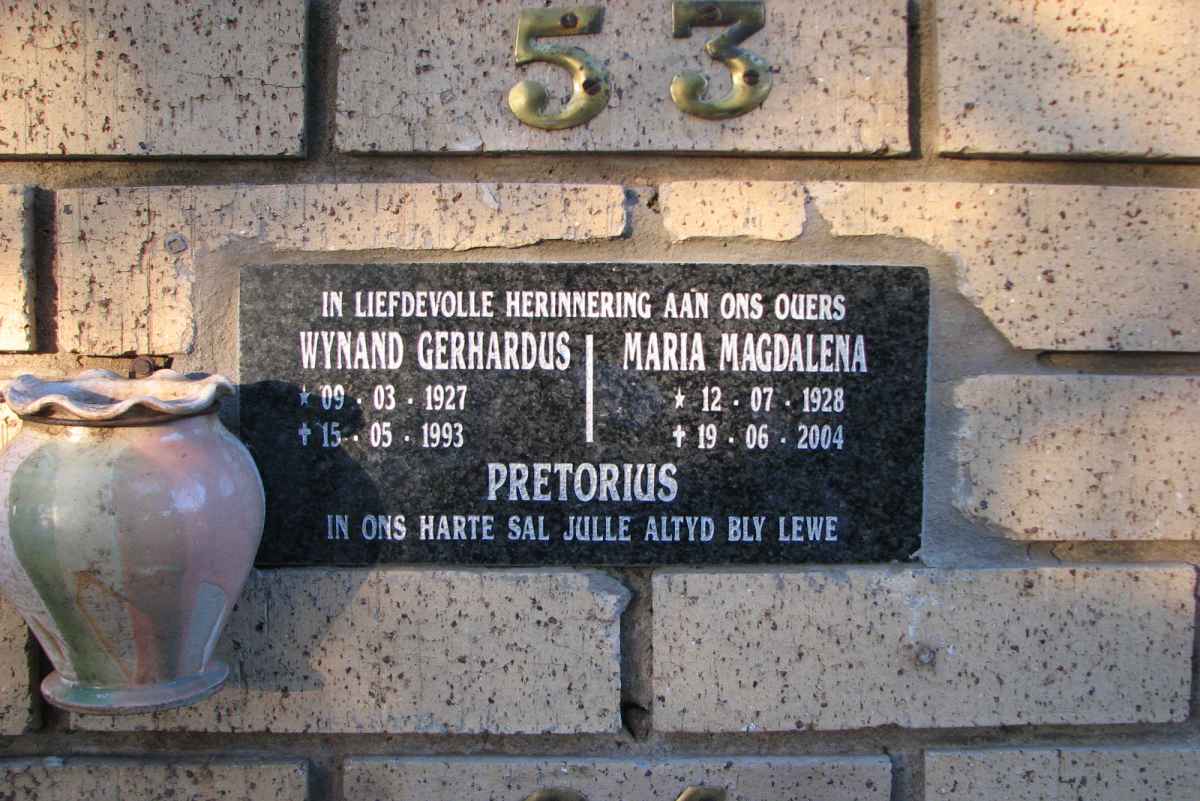 53
IN LIEFDEVOLLE HERINNERING AAN ONS OUERS
WYNAND GERHARDUS
★ 09 · 03 · 1927
✝ 15 · 05 · 1993
MARIA MAGDALENA
★ 12 · 07 · 1928
✝ 19 · 06 · 2004
PRETORIUS
IN ONS HARTE SAL JULLE ALTYD BLY LEWE